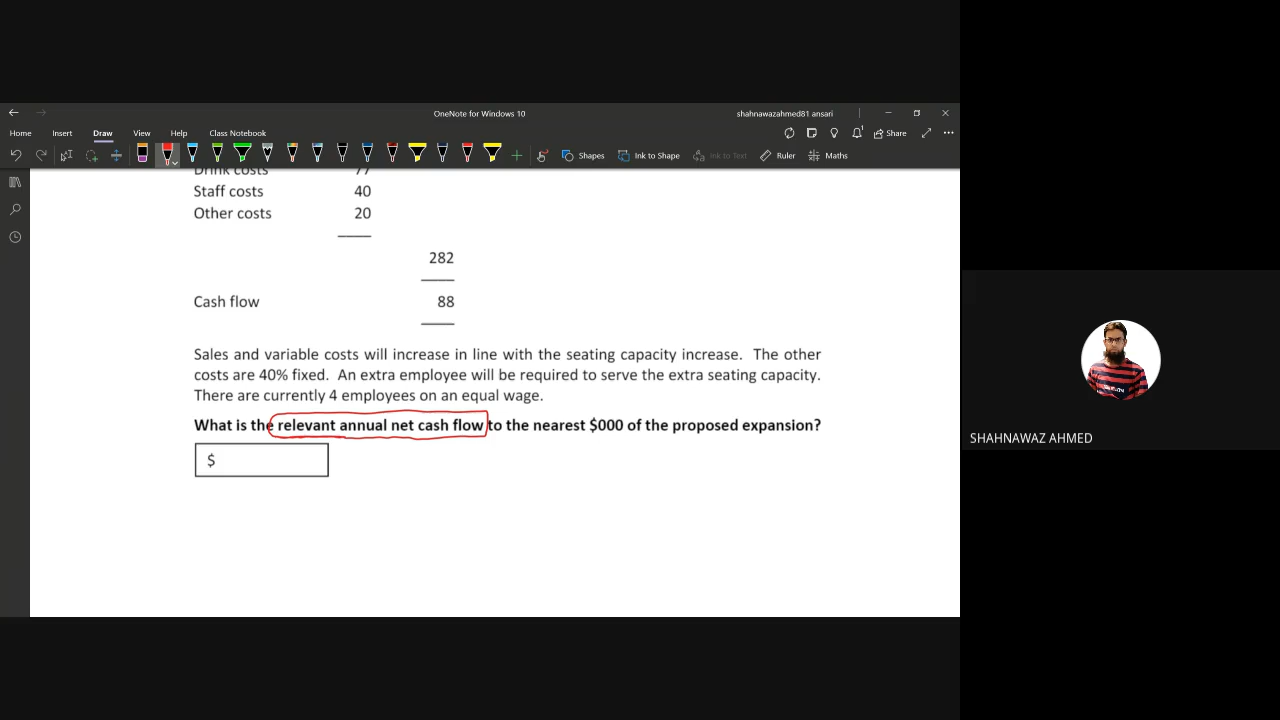 OneNote for Windows 10
shahnawazahmed81 ansari
Home Insert Draw View Help Class Notebook
Share
Shapes Ink to Shape Ink to Text Ruler Maths
Drink costs 77
Staff costs 40
Other costs 20
282
Cash flow 88
Sales and variable costs will increase in line with the seating capacity increase. The other
costs are 40% fixed. An extra employee will be required to serve the extra seating capacity.
There are currently 4 employees on an equal wage.
What is the relevant annual net cash flow to the nearest $000 of the proposed expansion?
$
SHAHNAWAZ AHMED